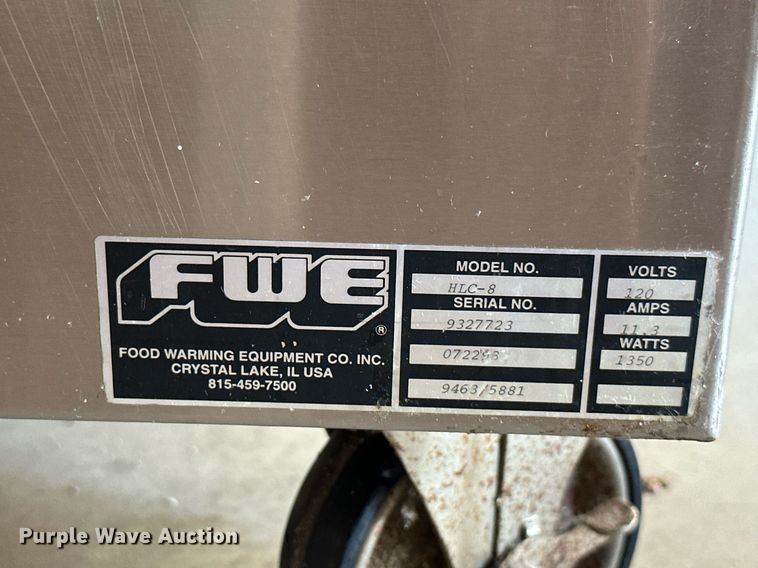 FWE
®
FOOD WARMING EQUIPMENT CO. INC.
CRYSTAL LAKE, IL USA
815-459-7500
MODEL NO.
HLC-8
SERIAL NO.
9327723
9463/5881
VOLTS
120
AMPS
11.3
WATTS
1350
Purple Wave Auction®